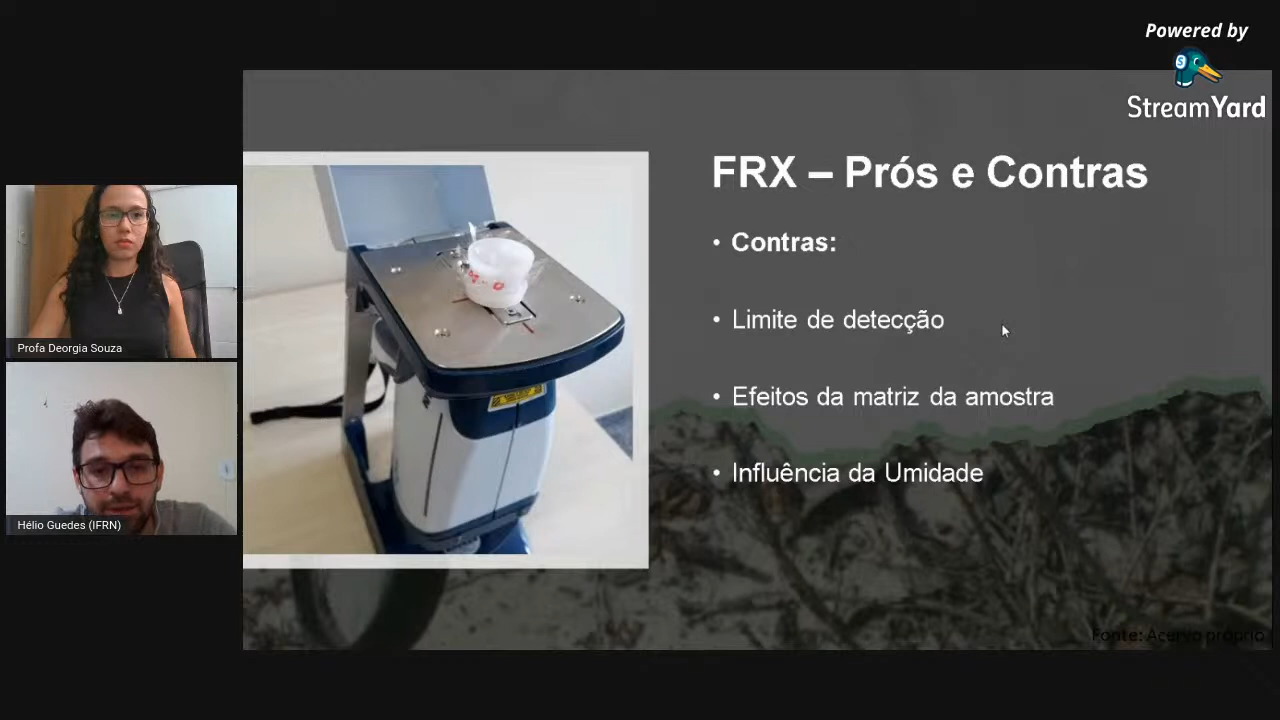 Powered by
StreamYard
FRX – Prós e Contras
• Contras:
• Limite de detecção
• Efeitos da matriz da amostra
• Influência da Umidade
Profa Deorgia Souza
Hélio Guedes (IFRN)
Fonte: Acervo próprio